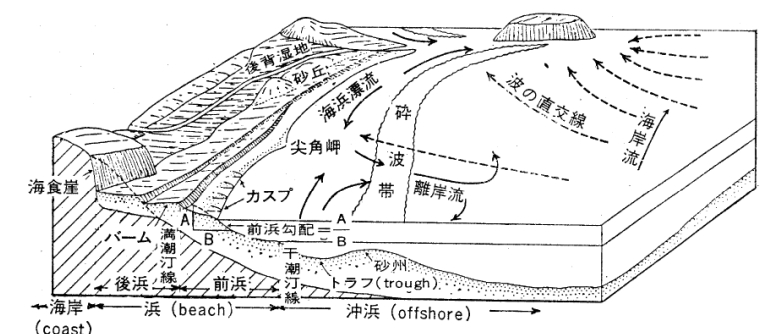 後背湿地
砂丘
海浜漂流
砕波帯
波の直交線
海岸流
尖角岬
海食崖
カスプ
離岸流
A
B
前浜勾配=A/B
バーム
満潮汀線
干潮汀線
砂州
トラフ(trough)
後浜
前浜
海岸
(coast)
浜 (beach)
沖浜 (offshore)